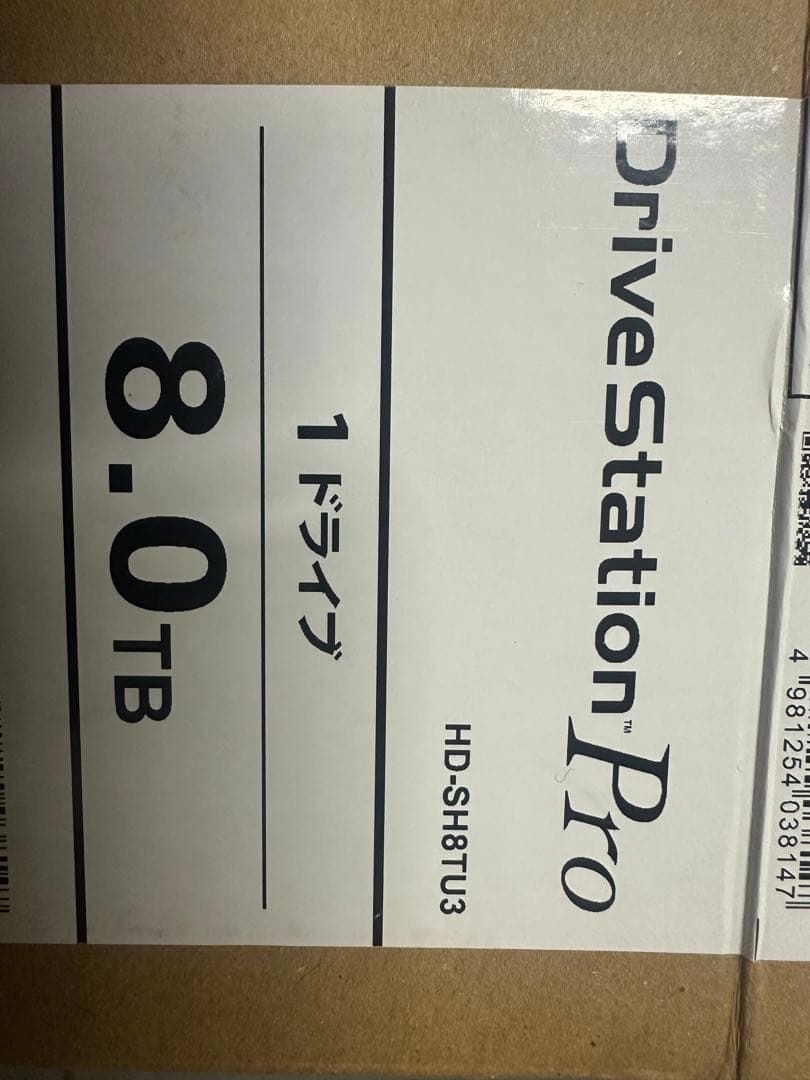 DriveStation™ Pro
HD-SH8TU3
1ドライブ
8.0TB
4 981254 038147